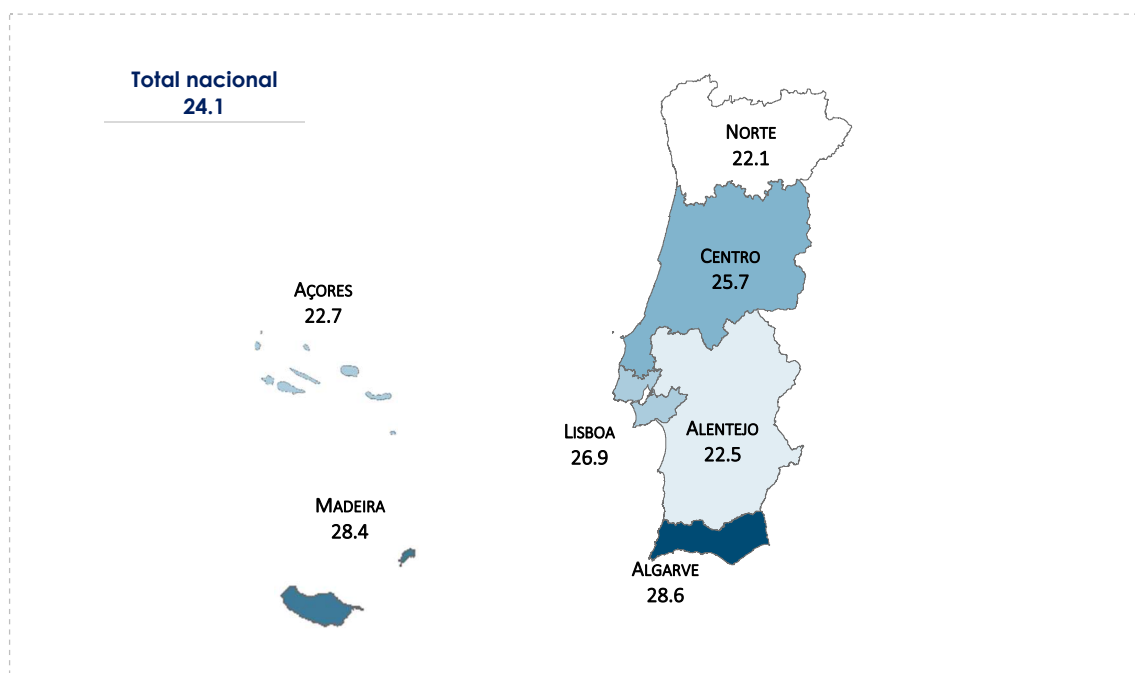 Total nacional
24.1
NORTE
22.1
CENTRO
25.7
AÇORES
22.7
LISBOA
26.9
ALENTEJO
22.5
MADEIRA
28.4
ALGARVE
28.6